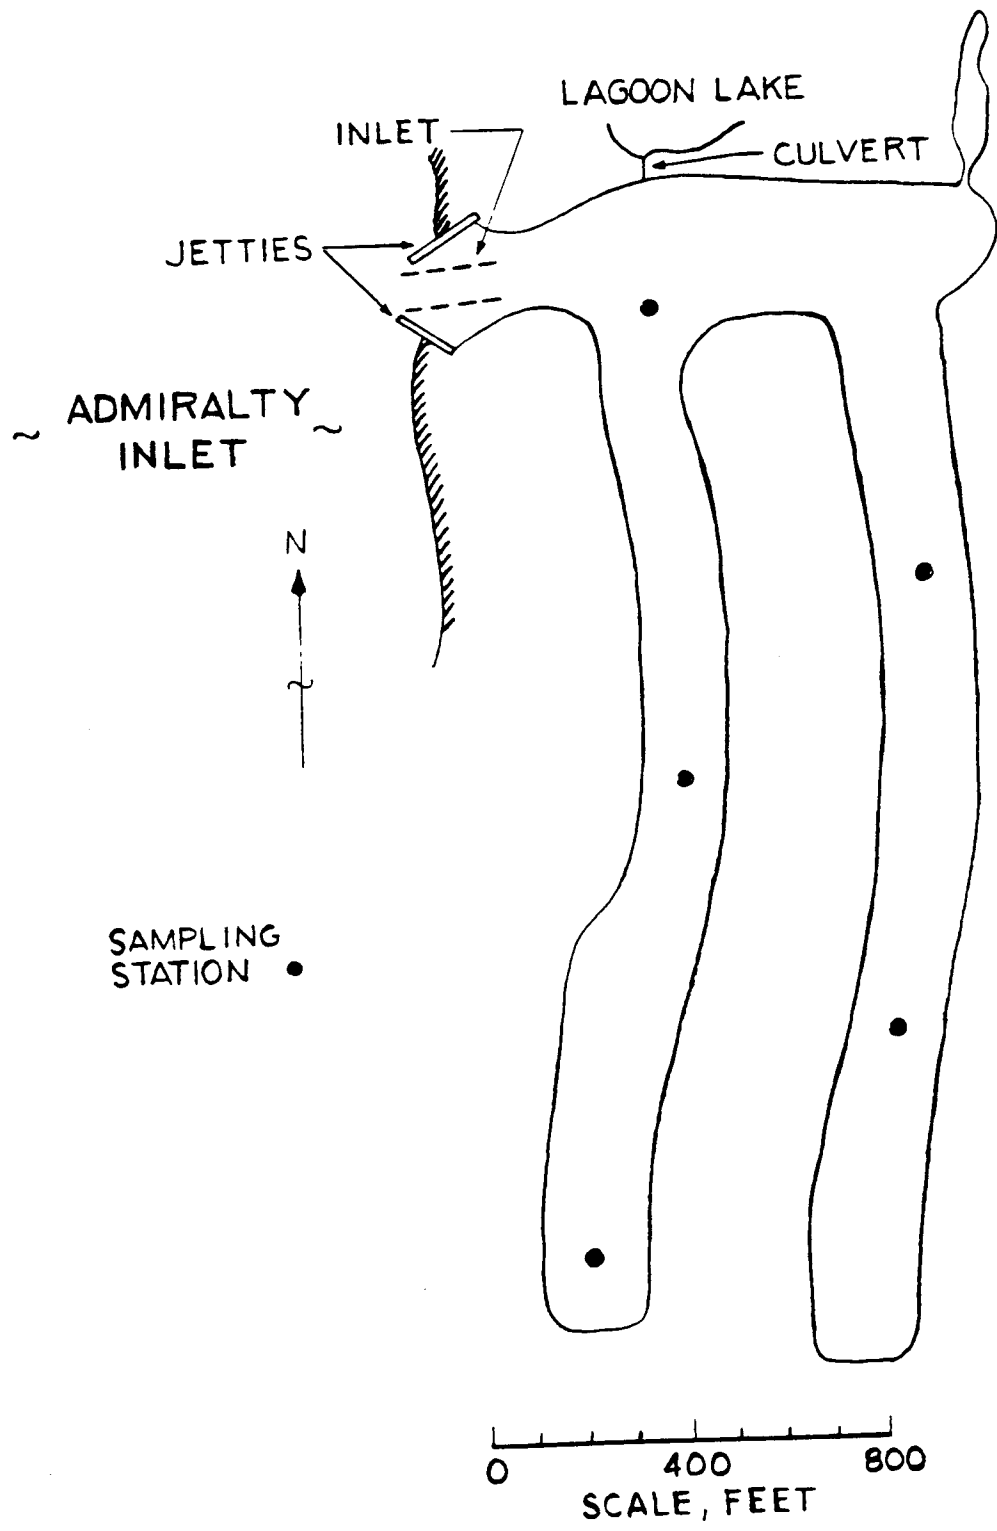 LAGOON LAKE
INLET
CULVERT
JETTIES
~ ADMIRALTY ~
INLET
N
SAMPLING
STATION
0 400 800
SCALE, FEET